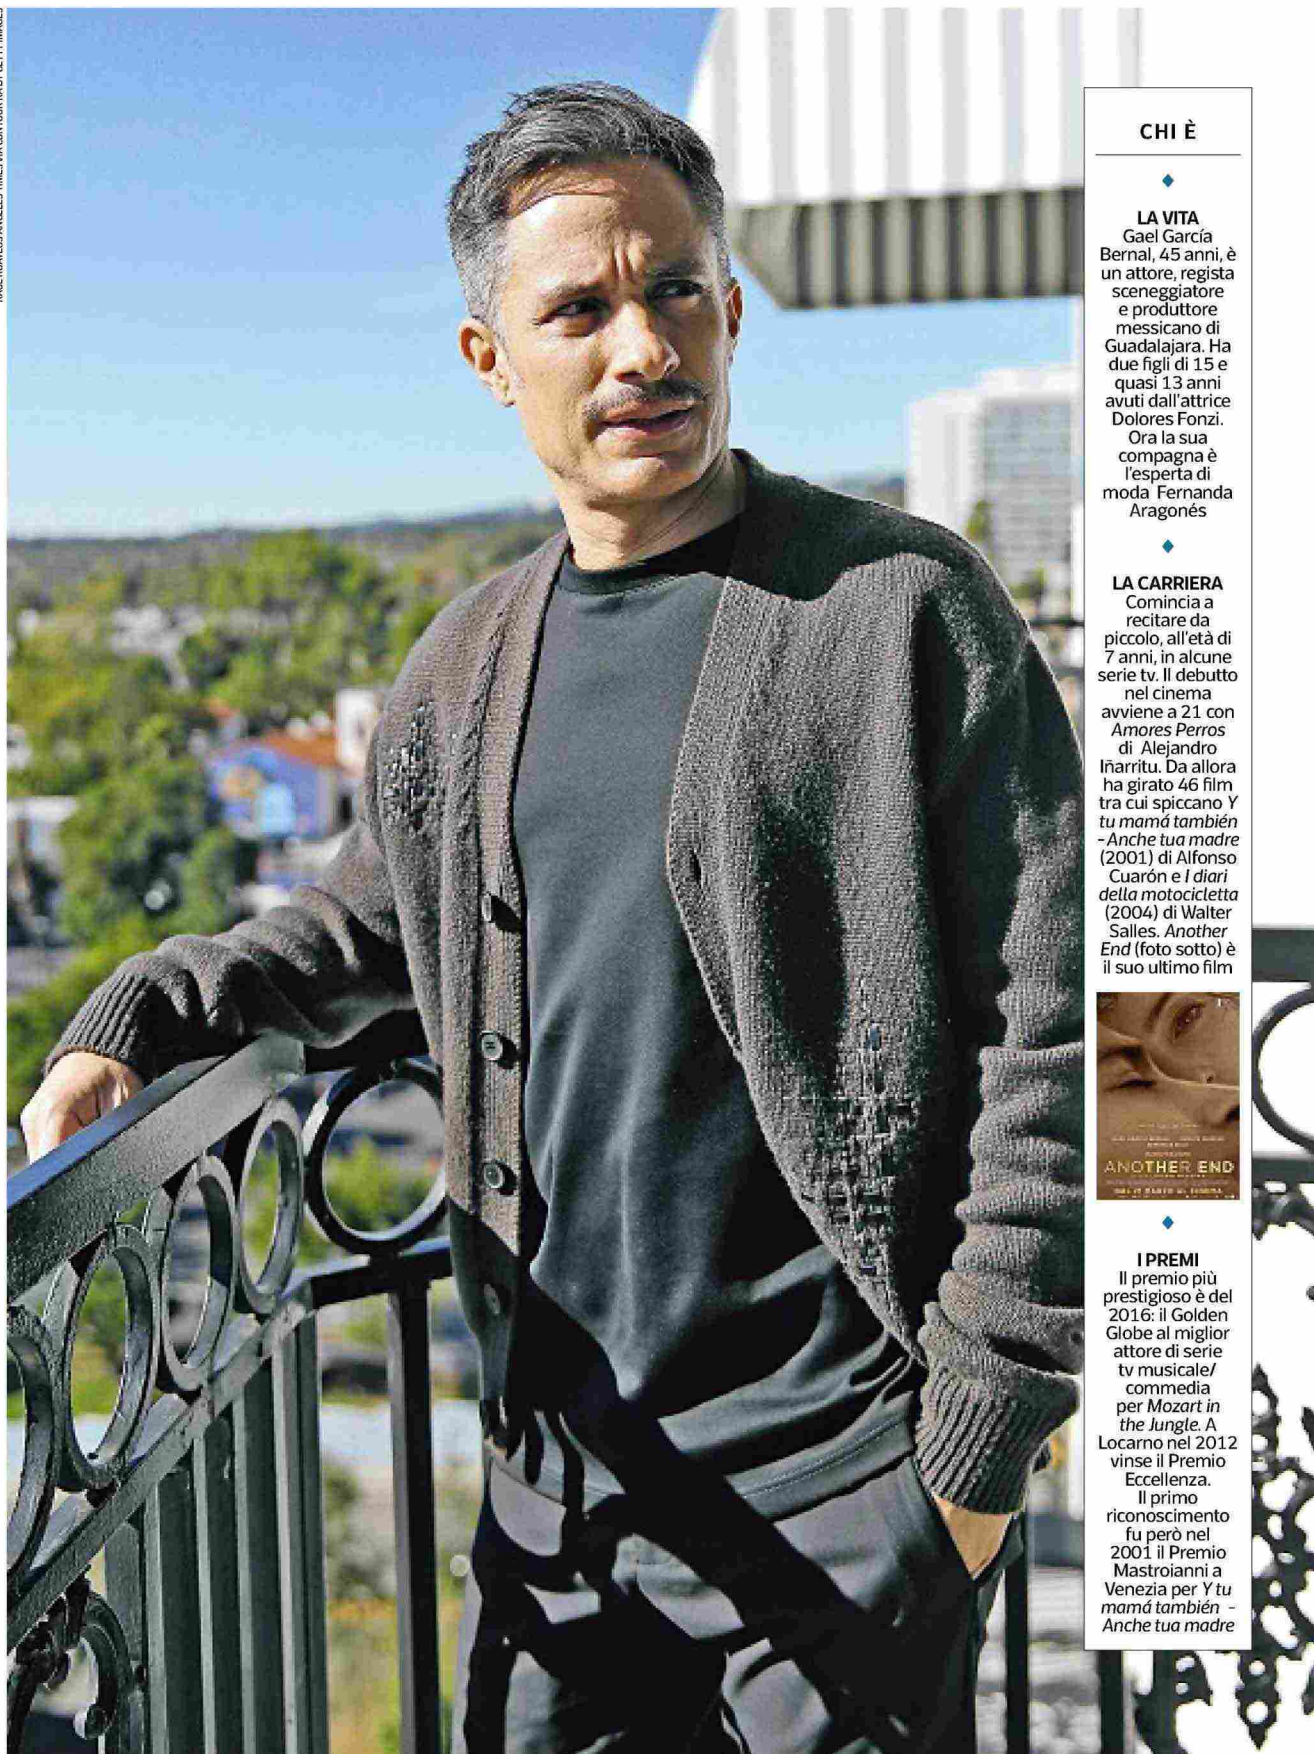 CHI È
LA VITA
Gael García
Bernal, 45 anni, è
un attore, regista
sceneggiatore
e produttore
messicano di
Guadalajara. Ha
due figli di 15 e
quasi 13 anni
avuti dall'attrice
Dolores Fonzi.
Ora la sua
compagna è
l'esperta di
moda Fernanda
Aragonés
LA CARRIERA
Comincia a
recitare da
piccolo, all'età di
7 anni, in alcune
serie tv. Il debutto
nel cinema
avviene a 21 con
Amores Perros
di Alejandro
Iñarritu. Da allora
ha girato 46 film
tra cui spiccano Y
tu mamá también
-Anche tua madre
(2001) di Alfonso
Cuarón e I diari
della motocicletta
(2004) di Walter
Salles. Another
End (foto sotto) è
il suo ultimo film
ANOTHER END
I PREMI
Il premio più
prestigioso è del
2016: il Golden
Globe al miglior
attore di serie
tv musicale/
commedia
per Mozart in
the Jungle. A
Locarno nel 2012
vinse il Premio
Eccellenza.
Il primo
riconoscimento
fu però nel
2001 il Premio
Mastroianni a
Venezia per Y tu
mamá también -
Anche tua madre